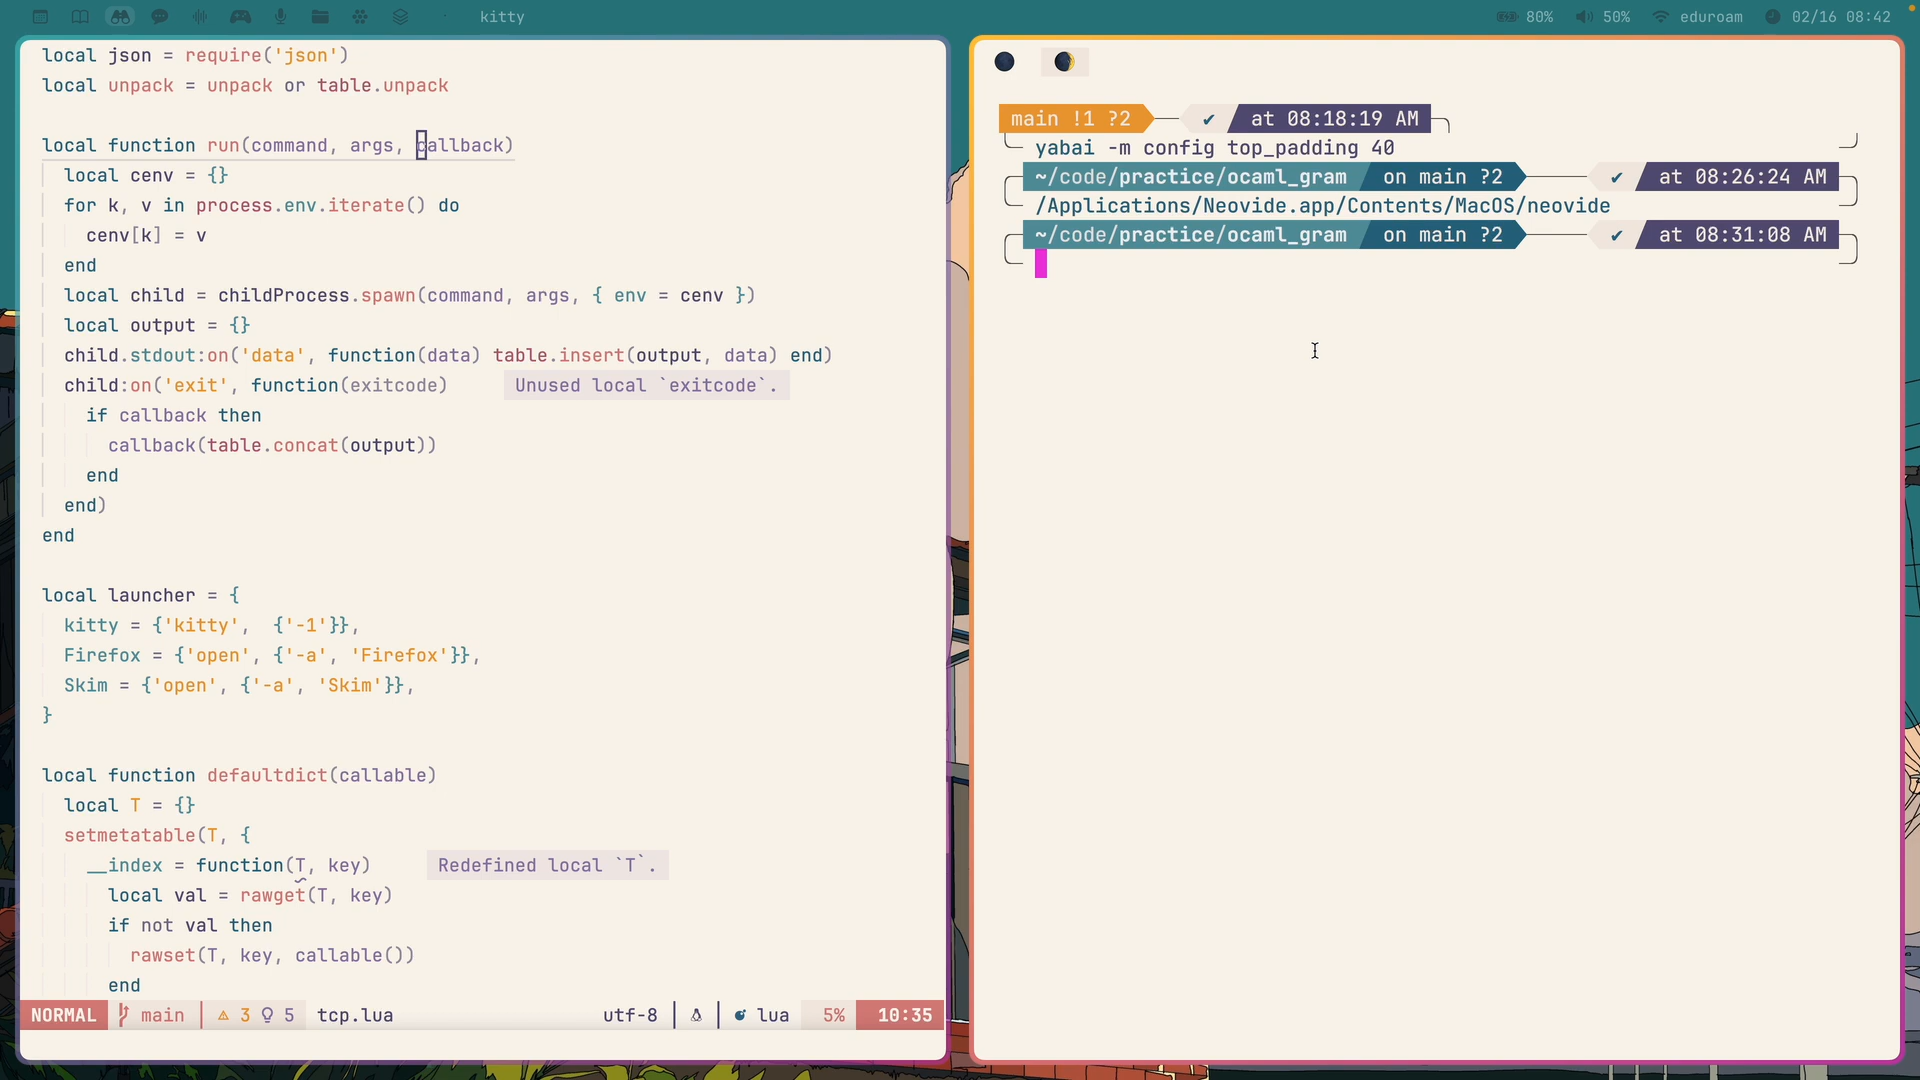 kitty
80%
50%
eduroam
02/16 08:42
local json = require('json')
local unpack = unpack or table.unpack
local function run(command, args, callback)
local cenv = {}
for k, v in process.env.iterate() do
cenv[k] = v
end
local child = childProcess.spawn(command, args, { env = cenv })
local output = {}
child.stdout:on('data', function(data) table.insert(output, data) end)
child:on('exit', function(exitcode) Unused local `exitcode`.
if callback then
callback(table.concat(output))
end
end)
end
local launcher = {
kitty = {'kitty', {'-1'}},
Firefox = {'open', {'-a', 'Firefox'}},
Skim = {'open', {'-a', 'Skim'}},
}
local function defaultdict(callable)
local T = {}
setmetatable(T, {
__index = function(T, key) Redefined local `T`.
local val = rawget(T, key)
if not val then
rawset(T, key, callable())
end
NORMAL main 3 5 tcp.lua utf-8 lua 5% 10:35
main !1 ?2 ✔ at 08:18:19 AM
yabai -m config top_padding 40
~/code/practice/ocaml_gram on main ?2 ✔ at 08:26:24 AM
/Applications/Neovide.app/Contents/MacOS/neovide
~/code/practice/ocaml_gram on main ?2 ✔ at 08:31:08 AM